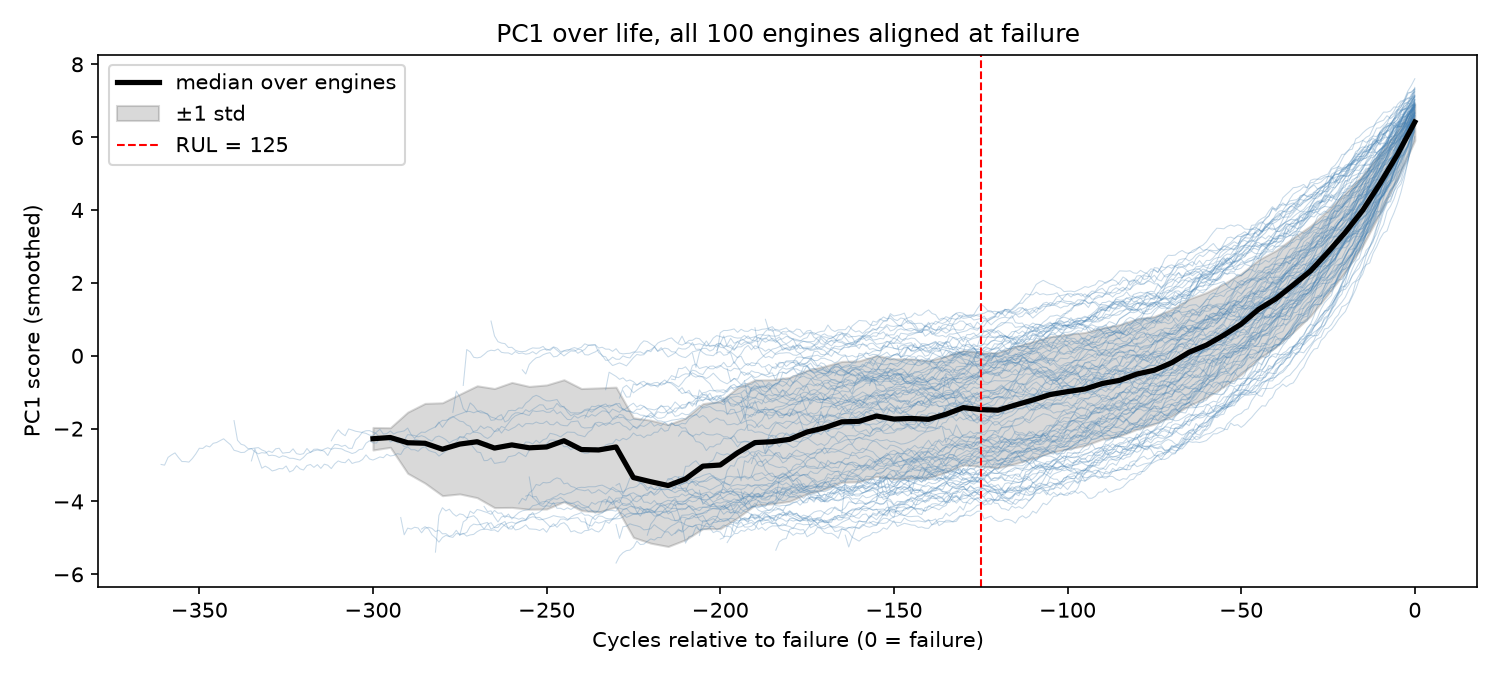 PC1 over life, all 100 engines aligned at failure
median over engines
±1 std
RUL = 125
PC1 score (smoothed)
8
6
4
2
0
−2
−4
−6
−350
−300
−250
−200
−150
−100
−50
0
Cycles relative to failure (0 = failure)